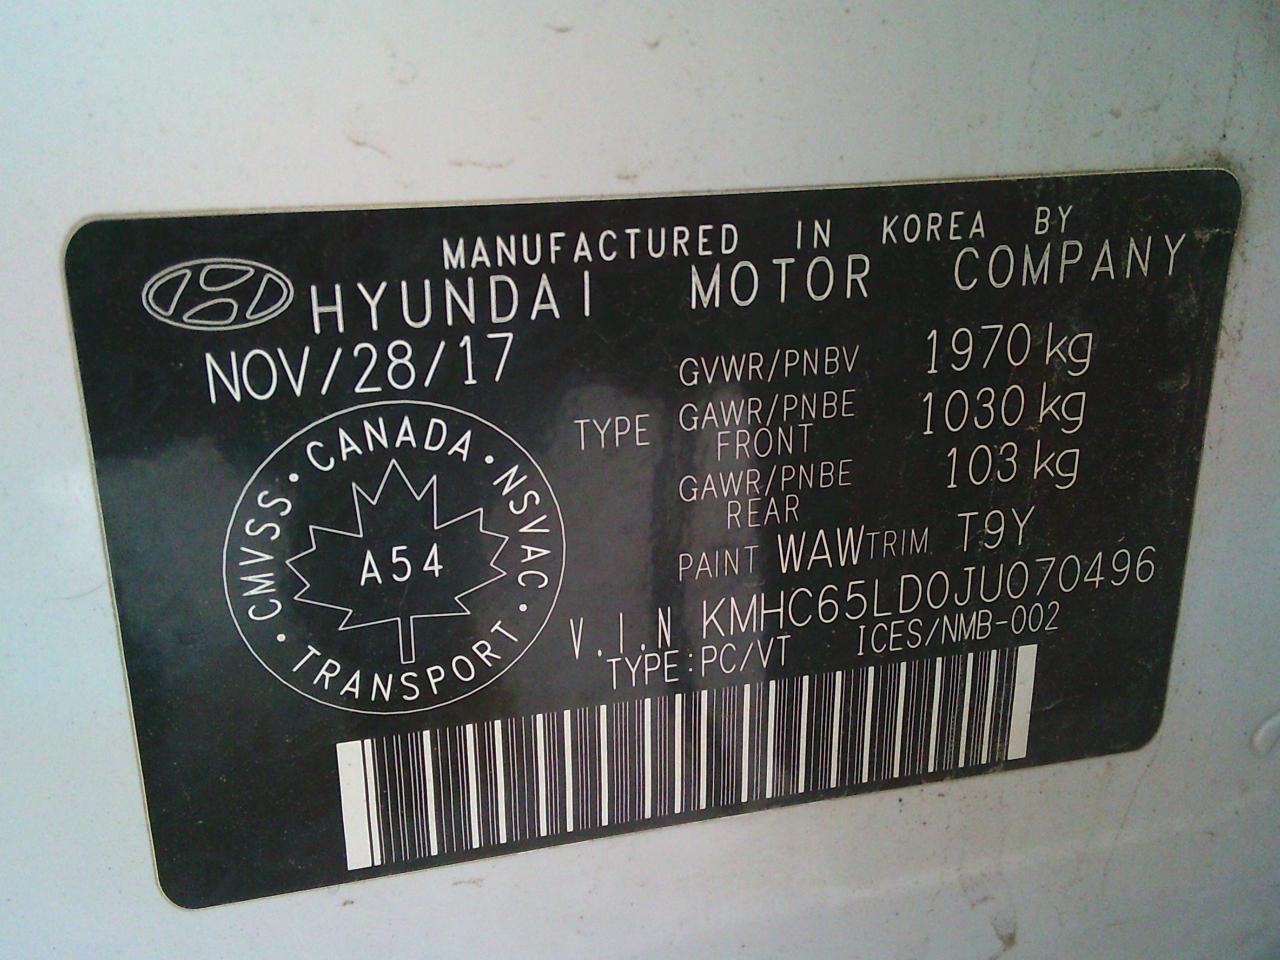 MANUFACTURED IN KOREA BY
HYUNDAI MOTOR COMPANY
NOV/28/17
GVWR/PNBV 1970 kg
TYPE GAWR/PNBE FRONT 1030 kg
GAWR/PNBE REAR 103 kg
PAINT WAW TRIM T9Y
V.I.N KMHC65LD0JU070496
TYPE:PC/VT ICES/NMB-002
CANADA · NSVAC · TRANSPORT · CMVSS ·
A54